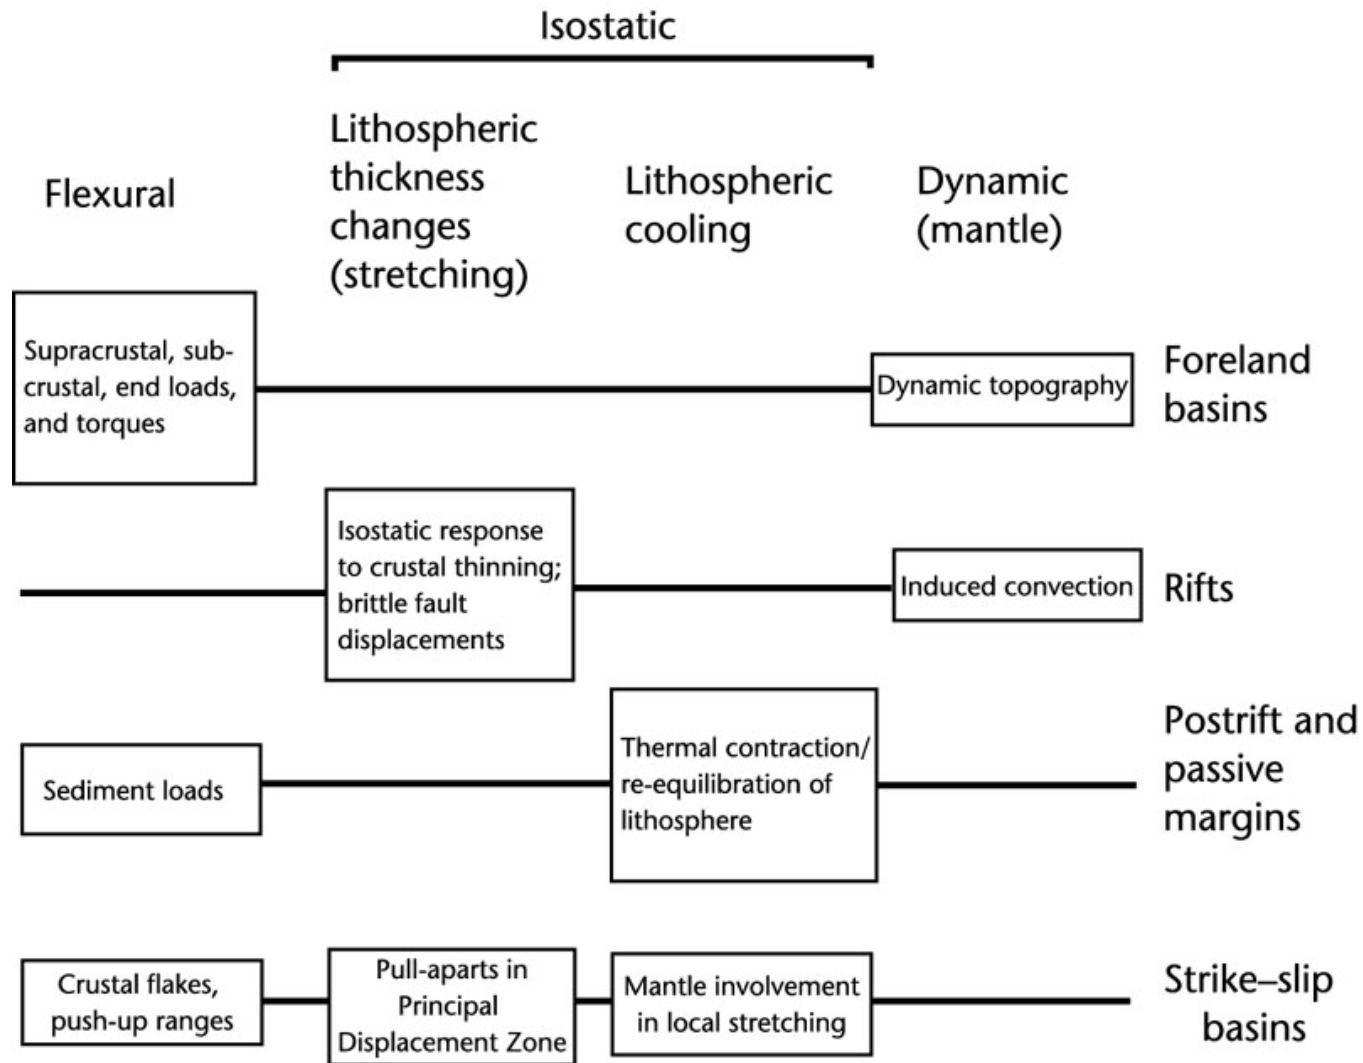 Isostatic
Flexural
Lithospheric
thickness
changes
(stretching)
Lithospheric
cooling
Dynamic
(mantle)
Supracrustal, sub-
crustal, end loads,
and torques
Dynamic topography
Foreland
basins
Isostatic response
to crustal thinning;
brittle fault
displacements
Induced convection
Rifts
Sediment loads
Thermal contraction/
re-equilibration of
lithosphere
Postrift and
passive
margins
Crustal flakes,
push-up ranges
Pull-aparts in
Principal
Displacement Zone
Mantle involvement
in local stretching
Strike–slip
basins